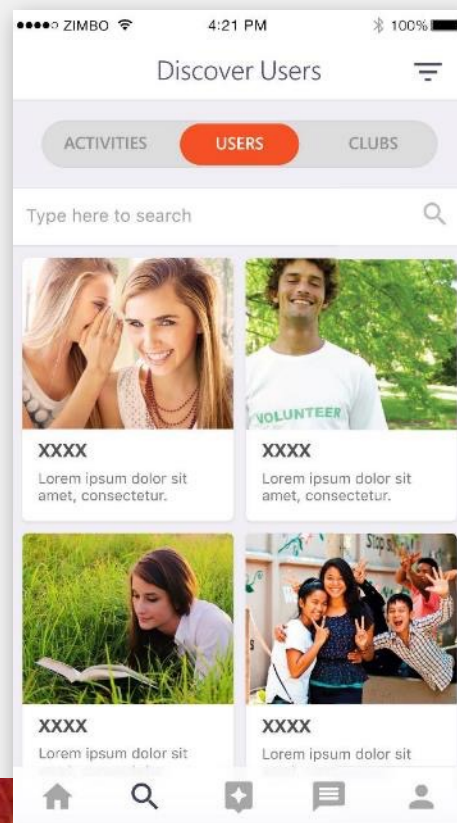 ZIMBO 4:21 PM 100%
Discover Users
ACTIVITIES USERS CLUBS
Type here to search
VOLUNTEER
XXXX
Lorem ipsum dolor sit
amet, consectetur.
XXXX
Lorem ipsum dolor sit
amet, consectetur.
Stop
XXXX
Lorem ipsum dolor sit
XXXX
Lorem ipsum dolor sit